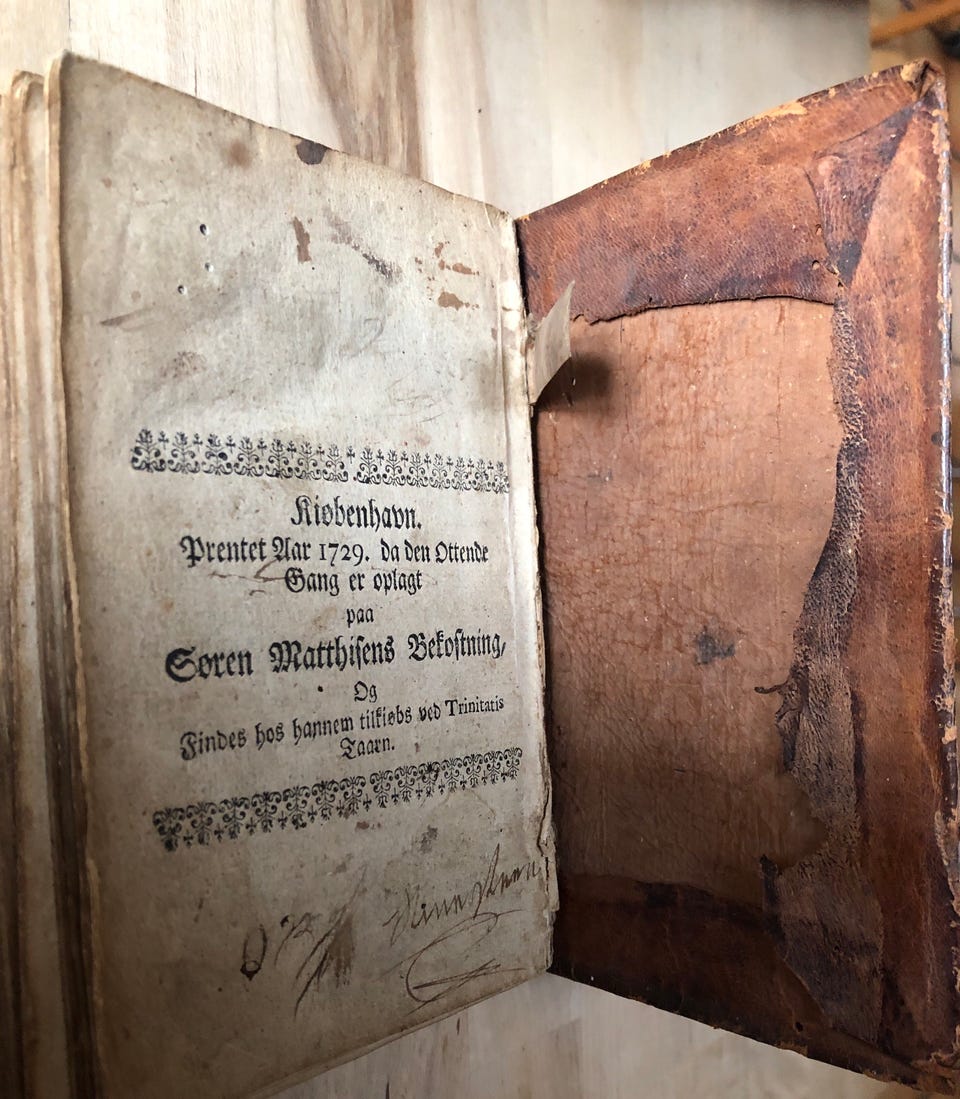 Kiøbenhavn.
Prentet Aar 1729. da den Ottende
Gang er oplagt
paa
Søren Matthisens Bekostning,
Og
Findes hos hannem tilkiøbs ved Trinitatis
Taarn.